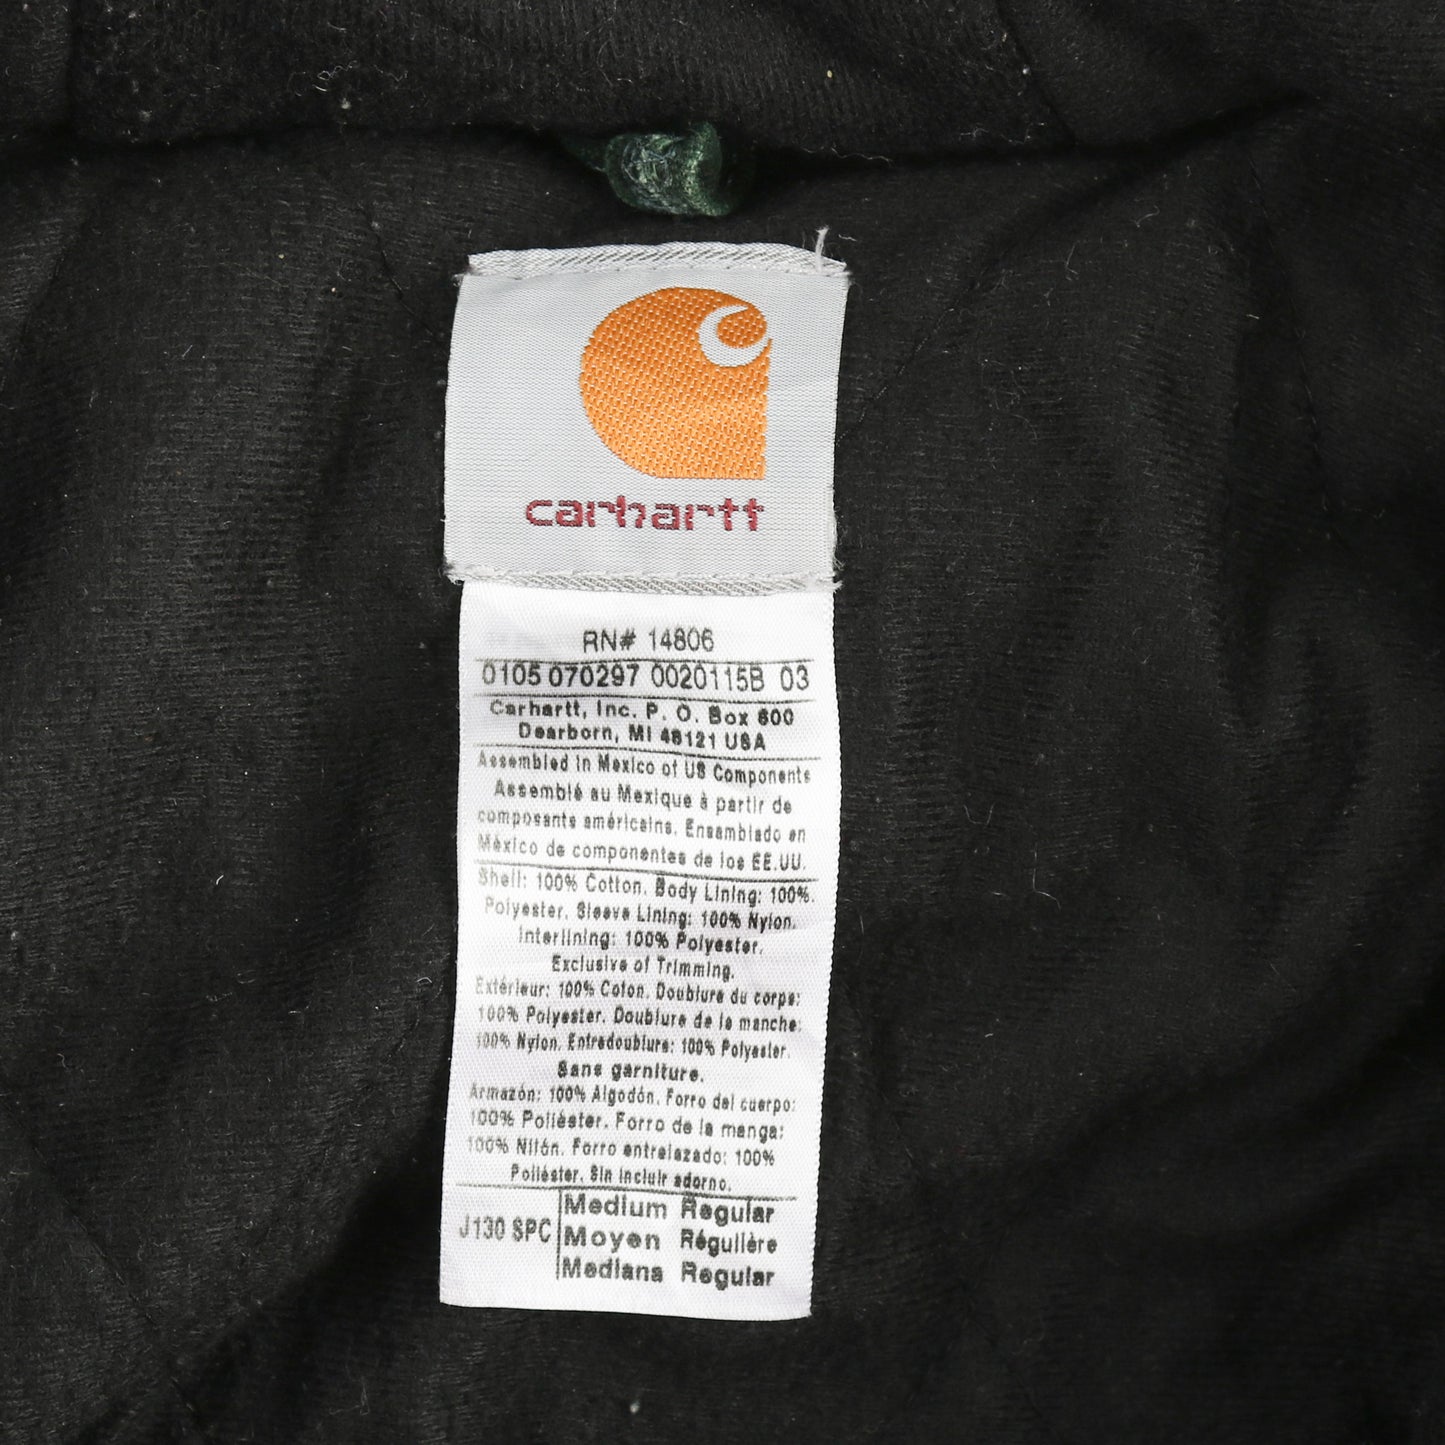 carhartt
RN# 14806
0105 070297 0020115B 03
Carhartt, Inc. P. O. Box 600
Dearborn, MI 48121 USA
Assembled in Mexico of US Components
Assemblé au Mexique à partir de
composants américains. Ensamblado en
México de componentes de los EE.UU.
Shell: 100% Cotton. Body Lining: 100%
Polyester. Sleeve Lining: 100% Nylon.
Interlining: 100% Polyester.
Exclusive of Trimming.
Extérieur: 100% Coton. Doublure du corps:
100% Polyester. Doublure de la manche:
100% Nylon. Entredoublure: 100% Polyester.
Sans garniture.
Armazón: 100% Algodón. Forro del cuerpo:
100% Poliéster. Forro de la manga:
100% Nilón. Forro entrelazado: 100%
Poliéster. Sin incluir adorno.
J130 SPC
Medium Regular
Moyen Régulière
Mediana Regular